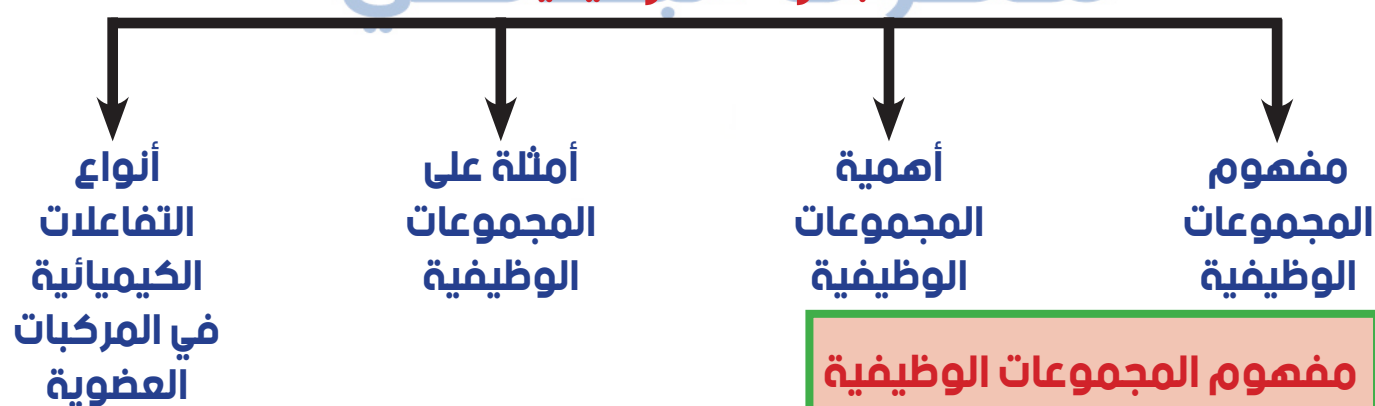 مفهوم
المجموعات
الوظيفية
أهمية
المجموعات
الوظيفية
أمثلة على
المجموعات
الوظيفية
أنواع
التفاعلات
الكيميائية
في المركبات
العضوية
مفهوم المجموعات الوظيفية